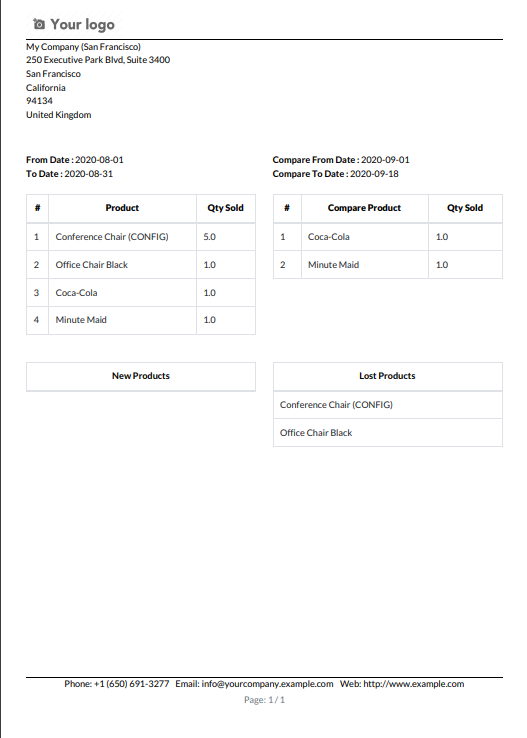 Your logo
My Company (San Francisco)
250 Executive Park Blvd, Suite 3400
San Francisco
California
94134
United Kingdom
From Date : 2020-08-01
To Date : 2020-08-31
Compare From Date : 2020-09-01
Compare To Date : 2020-09-18
# Product Qty Sold
1 Conference Chair (CONFIG) 5.0
2 Office Chair Black 1.0
3 Coca-Cola 1.0
4 Minute Maid 1.0
# Compare Product Qty Sold
1 Coca-Cola 1.0
2 Minute Maid 1.0
New Products
Lost Products
Conference Chair (CONFIG)
Office Chair Black
Phone: +1 (650) 691-3277 Email: info@yourcompany.example.com Web: http://www.example.com
Page: 1 / 1